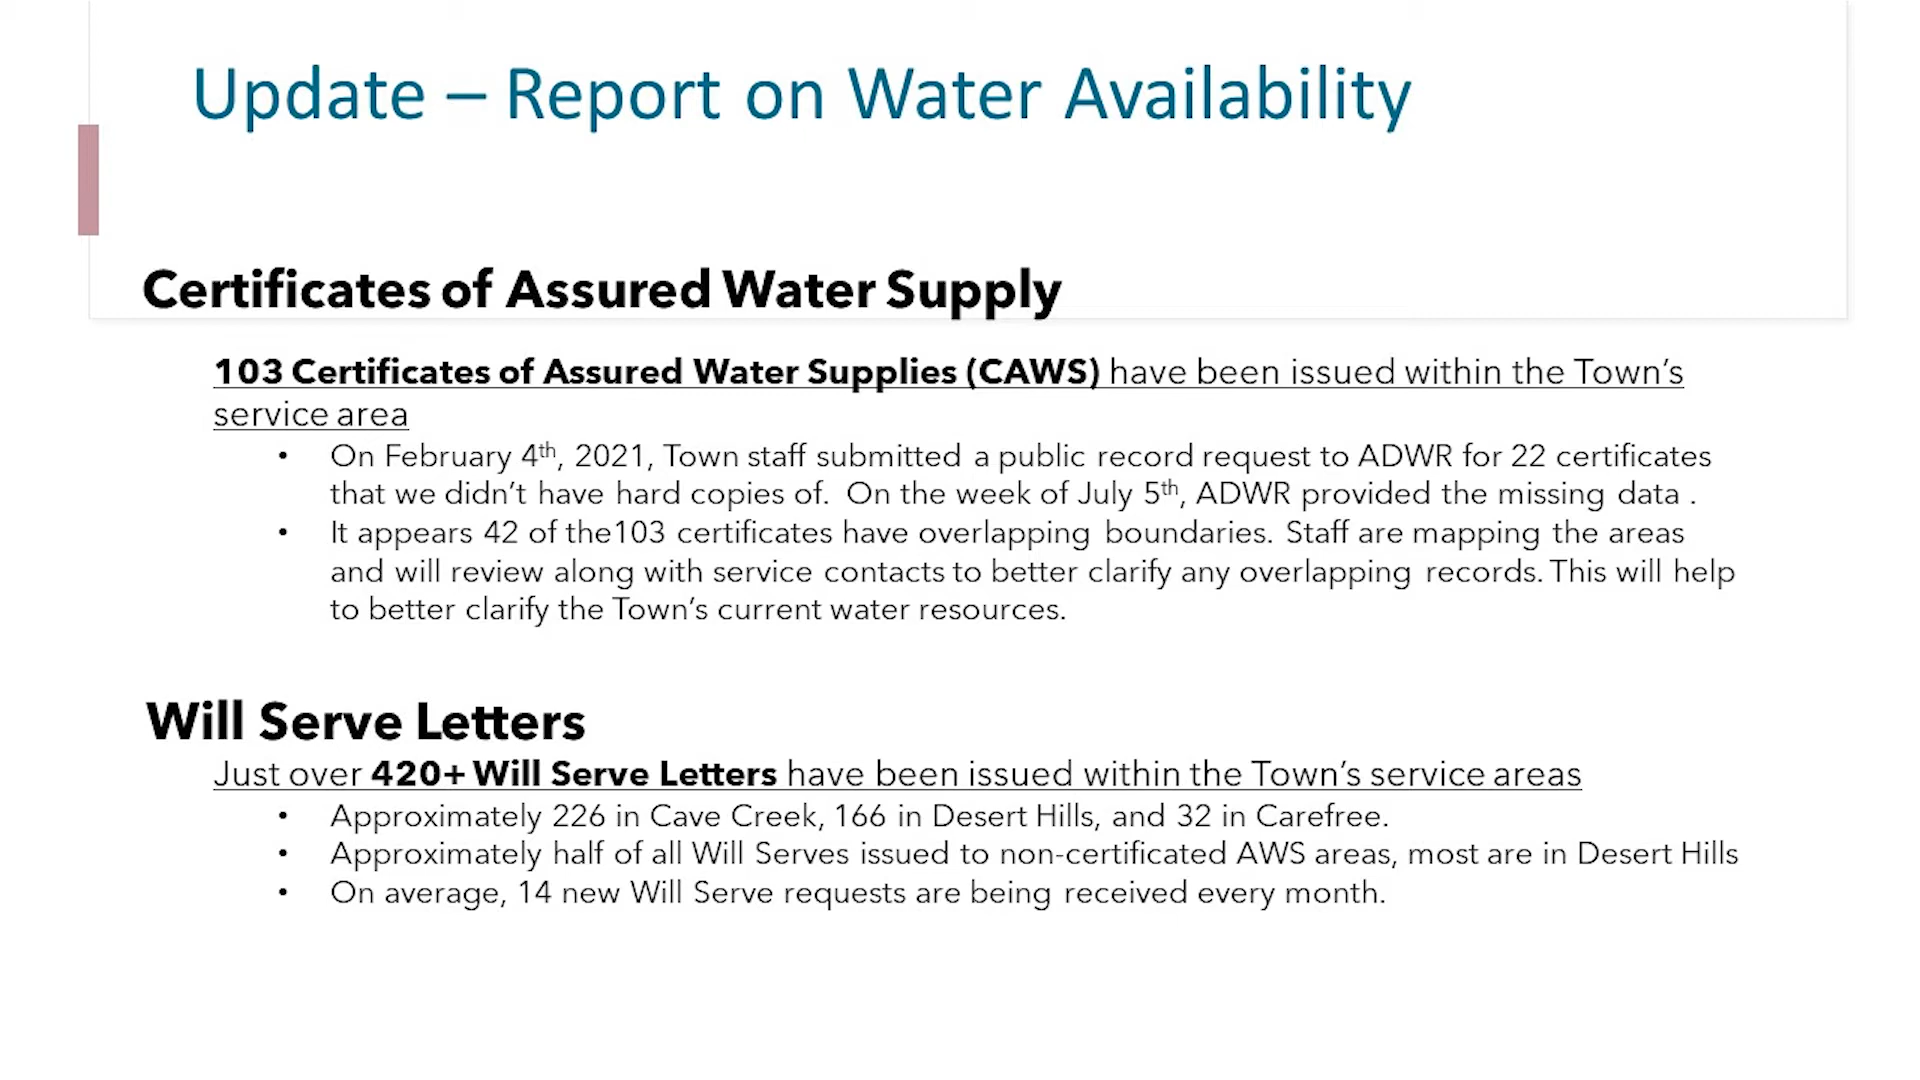 Update – Report on Water Availability
Certificates of Assured Water Supply
103 Certificates of Assured Water Supplies (CAWS) have been issued within the Town’s
service area
• On February 4th, 2021, Town staff submitted a public record request to ADWR for 22 certificates
that we didn’t have hard copies of. On the week of July 5th, ADWR provided the missing data .
• It appears 42 of the103 certificates have overlapping boundaries. Staff are mapping the areas
and will review along with service contacts to better clarify any overlapping records. This will help
to better clarify the Town’s current water resources.
Will Serve Letters
Just over 420+ Will Serve Letters have been issued within the Town’s service areas
• Approximately 226 in Cave Creek, 166 in Desert Hills, and 32 in Carefree.
• Approximately half of all Will Serves issued to non-certificated AWS areas, most are in Desert Hills
• On average, 14 new Will Serve requests are being received every month.